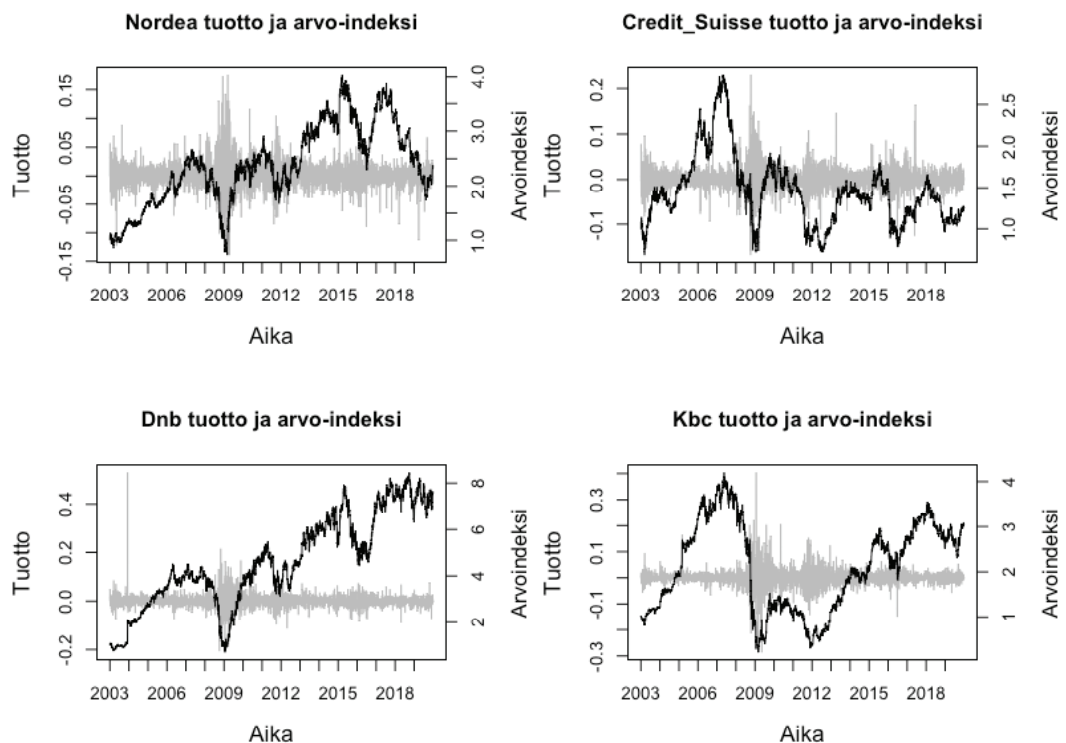 Nordea tuotto ja arvo-indeksi
Tuotto
-0.15 -0.05 0.05 0.15
1.0 2.0 3.0 4.0
Arvoindeksi
2003 2006 2009 2012 2015 2018
Aika
Credit_Suisse tuotto ja arvo-indeksi
Tuotto
-0.1 0.0 0.1 0.2
1.0 1.5 2.0 2.5
Arvoindeksi
2003 2006 2009 2012 2015 2018
Aika
Dnb tuotto ja arvo-indeksi
Tuotto
-0.2 0.0 0.2 0.4
2 4 6 8
Arvoindeksi
2003 2006 2009 2012 2015 2018
Aika
Kbc tuotto ja arvo-indeksi
Tuotto
-0.3 -0.1 0.1 0.3
1 2 3 4
Arvoindeksi
2003 2006 2009 2012 2015 2018
Aika